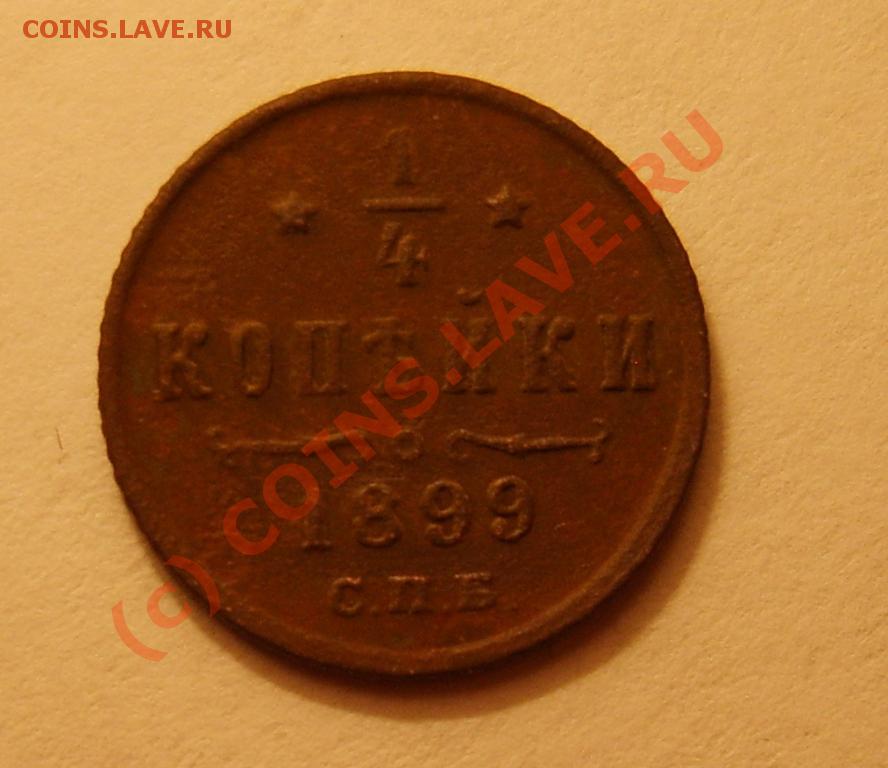 COINS.LAVE.RU
1
4
КОПѢЙКИ
1899
С.П.Б.
(c) COINS.LAVE.RU